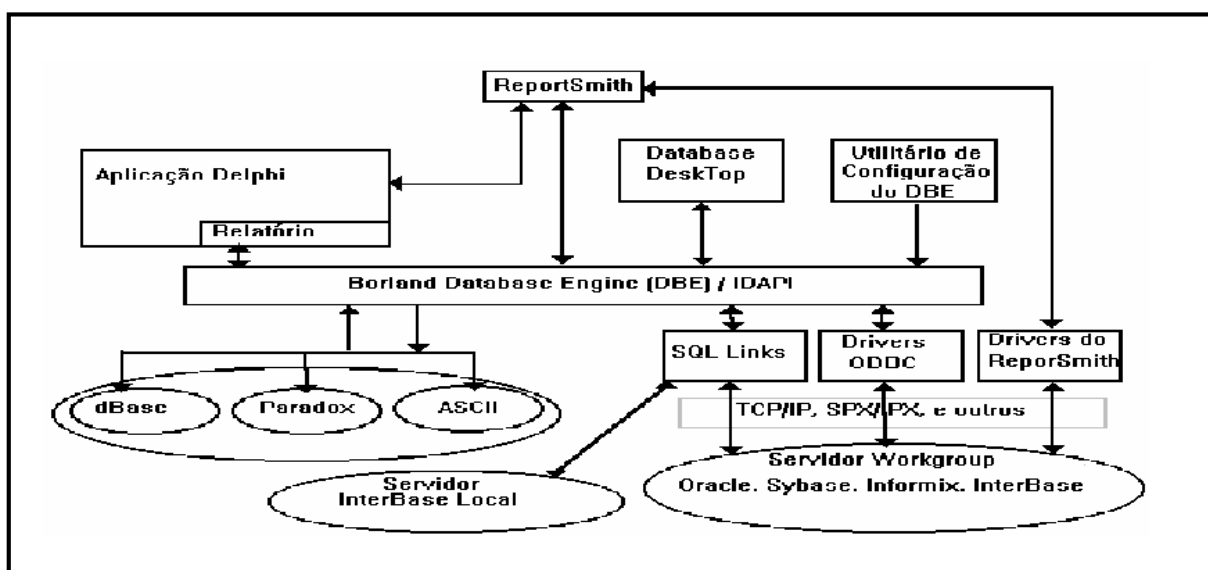 ReportSmith
Aplicação Delphi
Relatório
Database
DeskTop
Utilitário de
Configuração
do DBE
Borland Database Engine (DBE) / IDAPI
SQL Links
Drivers
ODDC
Drivers do
ReporSmith
dBase
Paradox
ASCII
TCP/IP, SPX/IPX, e outros
Servidor
InterBase Local
Servidor Workgroup
Oracle. Sybase. Informix. InterBase